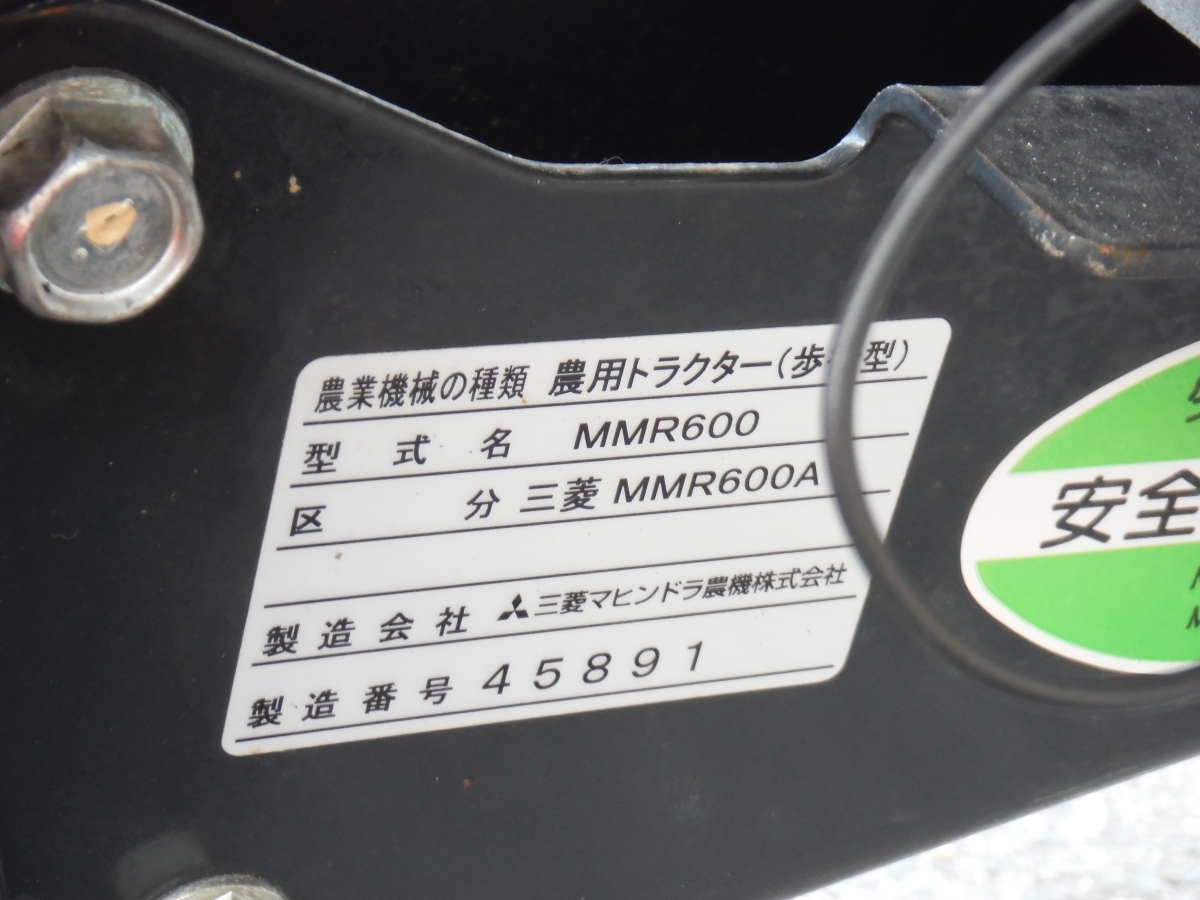 農業機械の種類 農用トラクター(歩 型)
型式名 MMR600
区分 三菱 MMR600A
製造会社 三菱マヒンドラ農機株式会社
製造番号 45891
安全